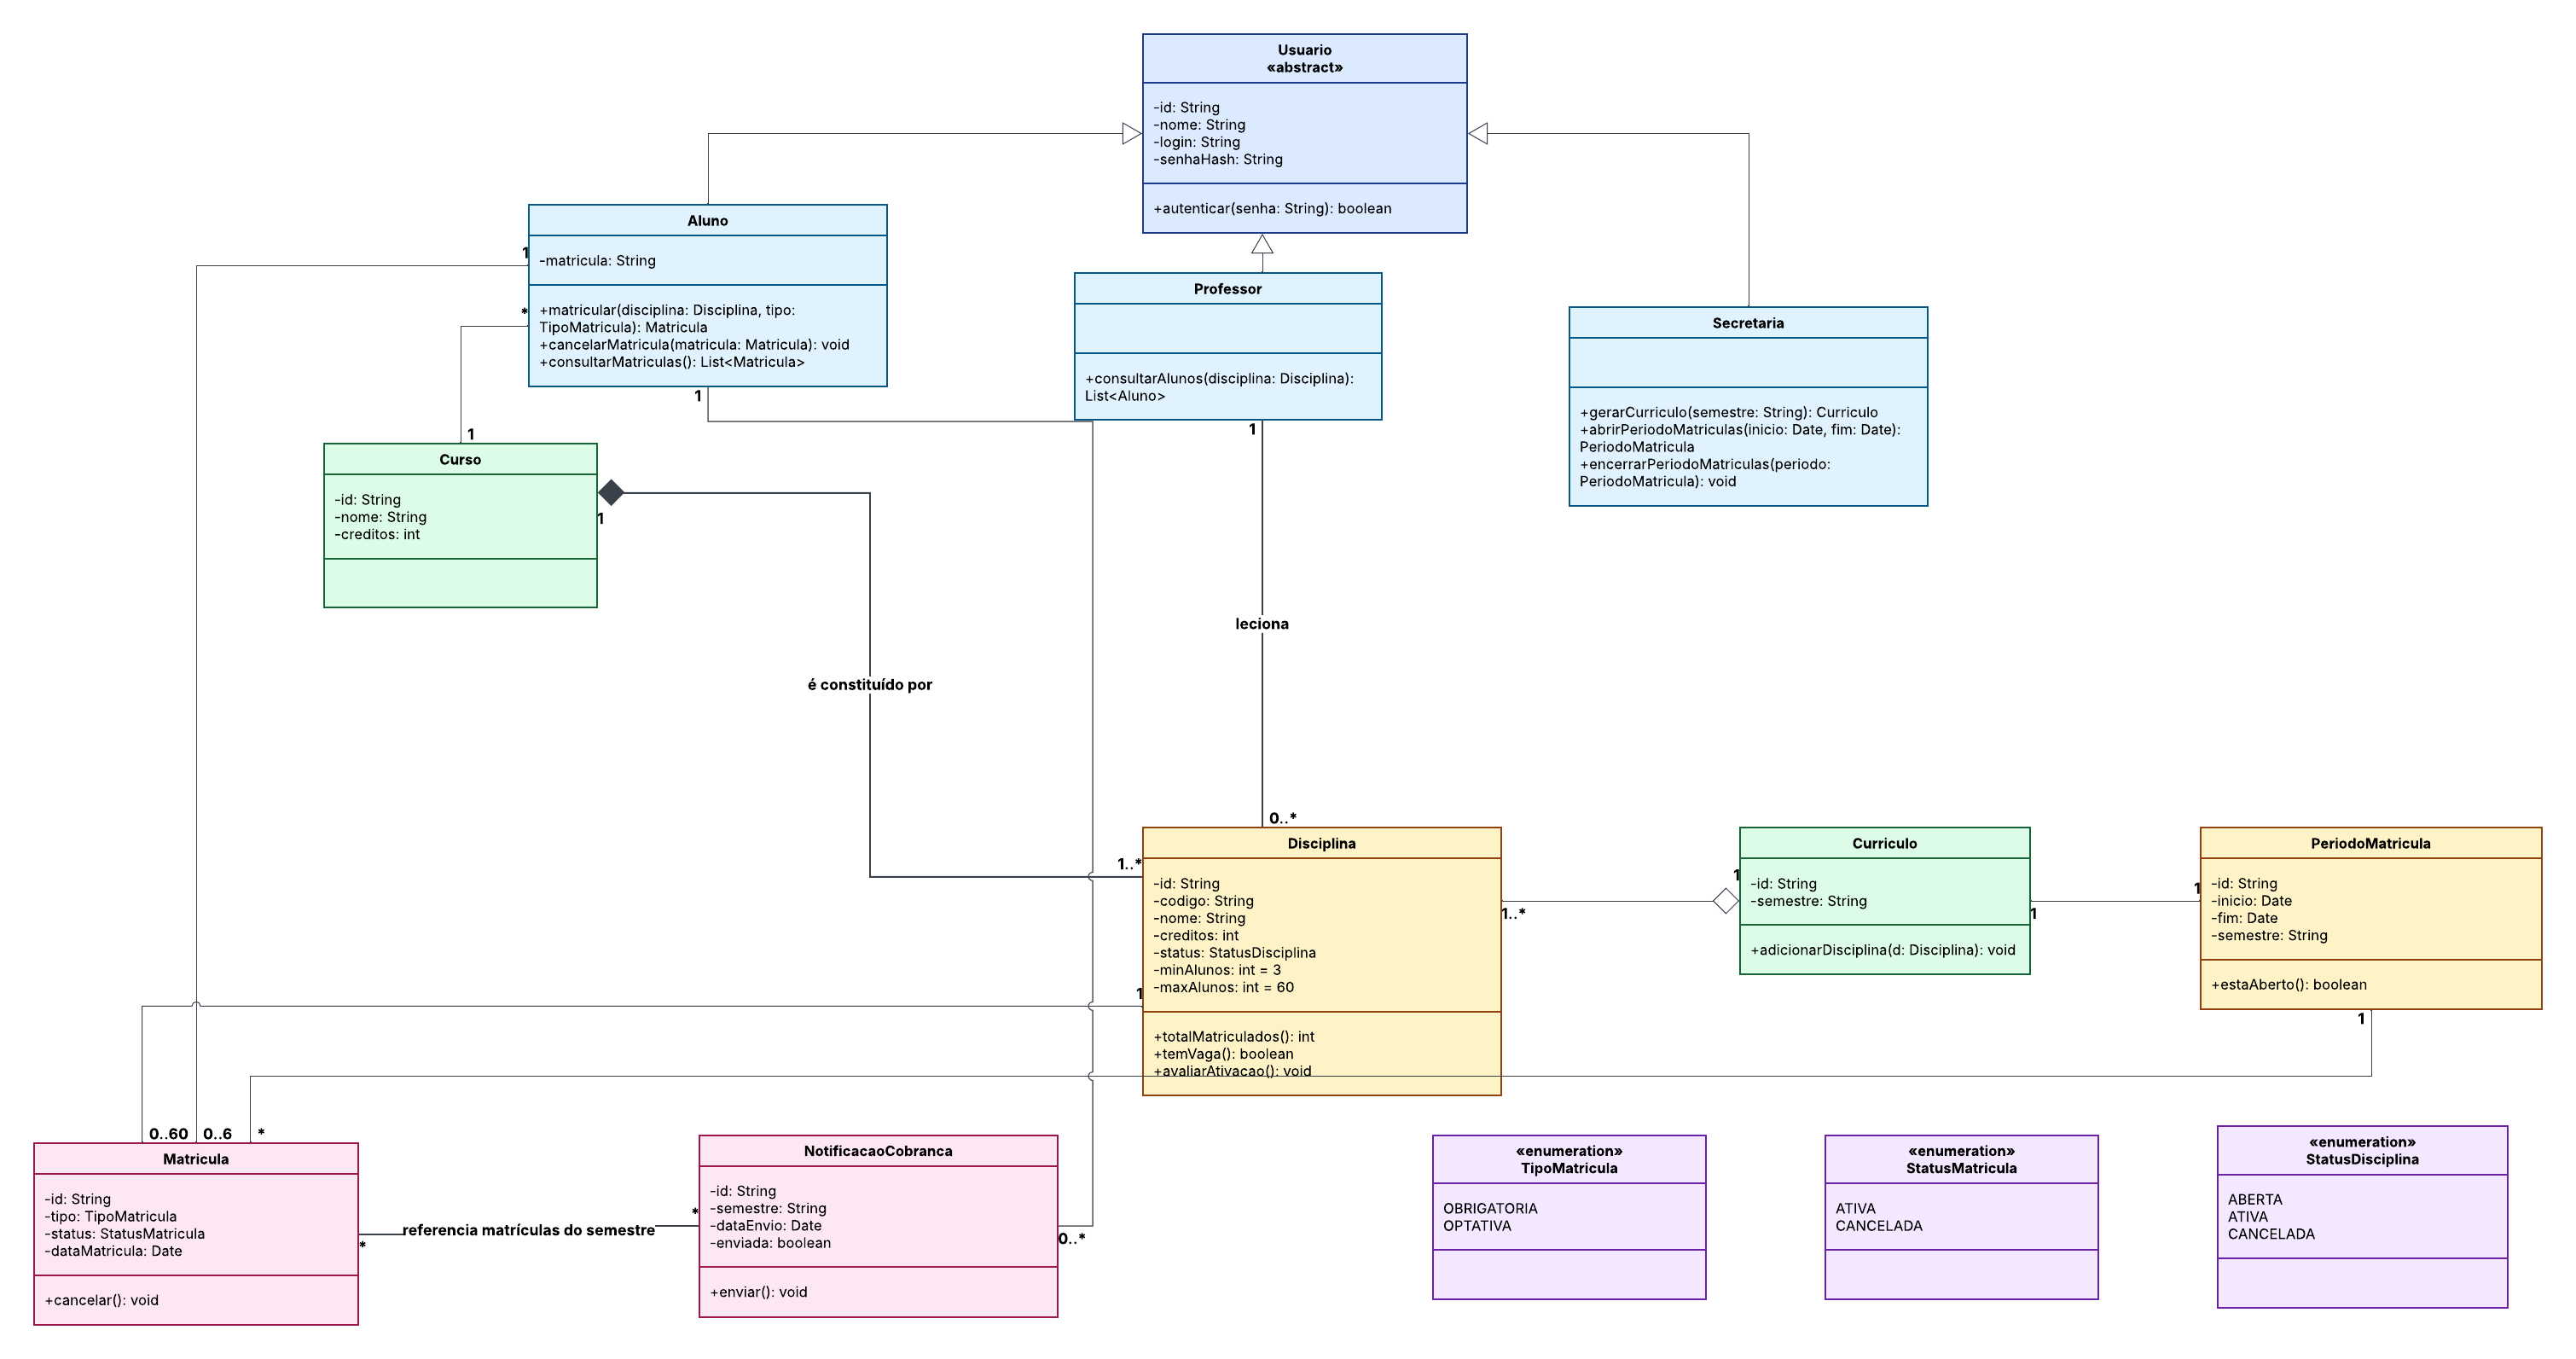 Usuario
«abstract»
-id: String
-nome: String
-login: String
-senhaHash: String
+autenticar(senha: String): boolean
Aluno
-matricula: String
+matricular(disciplina: Disciplina, tipo:
TipoMatricula): Matricula
+cancelarMatricula(matricula: Matricula): void
+consultarMatriculas(): List<Matricula>
1
*
1
Professor
+consultarAlunos(disciplina: Disciplina):
List<Aluno>
1
Secretaria
+gerarCurriculo(semestre: String): Curriculo
+abrirPeriodoMatriculas(inicio: Date, fim: Date):
PeriodoMatricula
+encerrarPeriodoMatriculas(periodo:
PeriodoMatricula): void
1
Curso
-id: String
-nome: String
-creditos: int
1
leciona
é constituído por
0..*
1..*
Disciplina
-id: String
-codigo: String
-nome: String
-creditos: int
-status: StatusDisciplina
-minAlunos: int = 3
-maxAlunos: int = 60
+totalMatriculados(): int
+temVaga(): boolean
+avaliarAtivacao(): void
1
1..*
1
Curriculo
-id: String
-semestre: String
+adicionarDisciplina(d: Disciplina): void
1
1
PeriodoMatricula
-id: String
-inicio: Date
-fim: Date
-semestre: String
+estaAberto(): boolean
1
0..60
0..6
*
Matricula
-id: String
-tipo: TipoMatricula
-status: StatusMatricula
-dataMatricula: Date
+cancelar(): void
*
referencia matrículas do semestre
*
NotificacaoCobranca
-id: String
-semestre: String
-dataEnvio: Date
-enviada: boolean
+enviar(): void
0..*
«enumeration»
TipoMatricula
OBRIGATORIA
OPTATIVA
«enumeration»
StatusMatricula
ATIVA
CANCELADA
«enumeration»
StatusDisciplina
ABERTA
ATIVA
CANCELADA